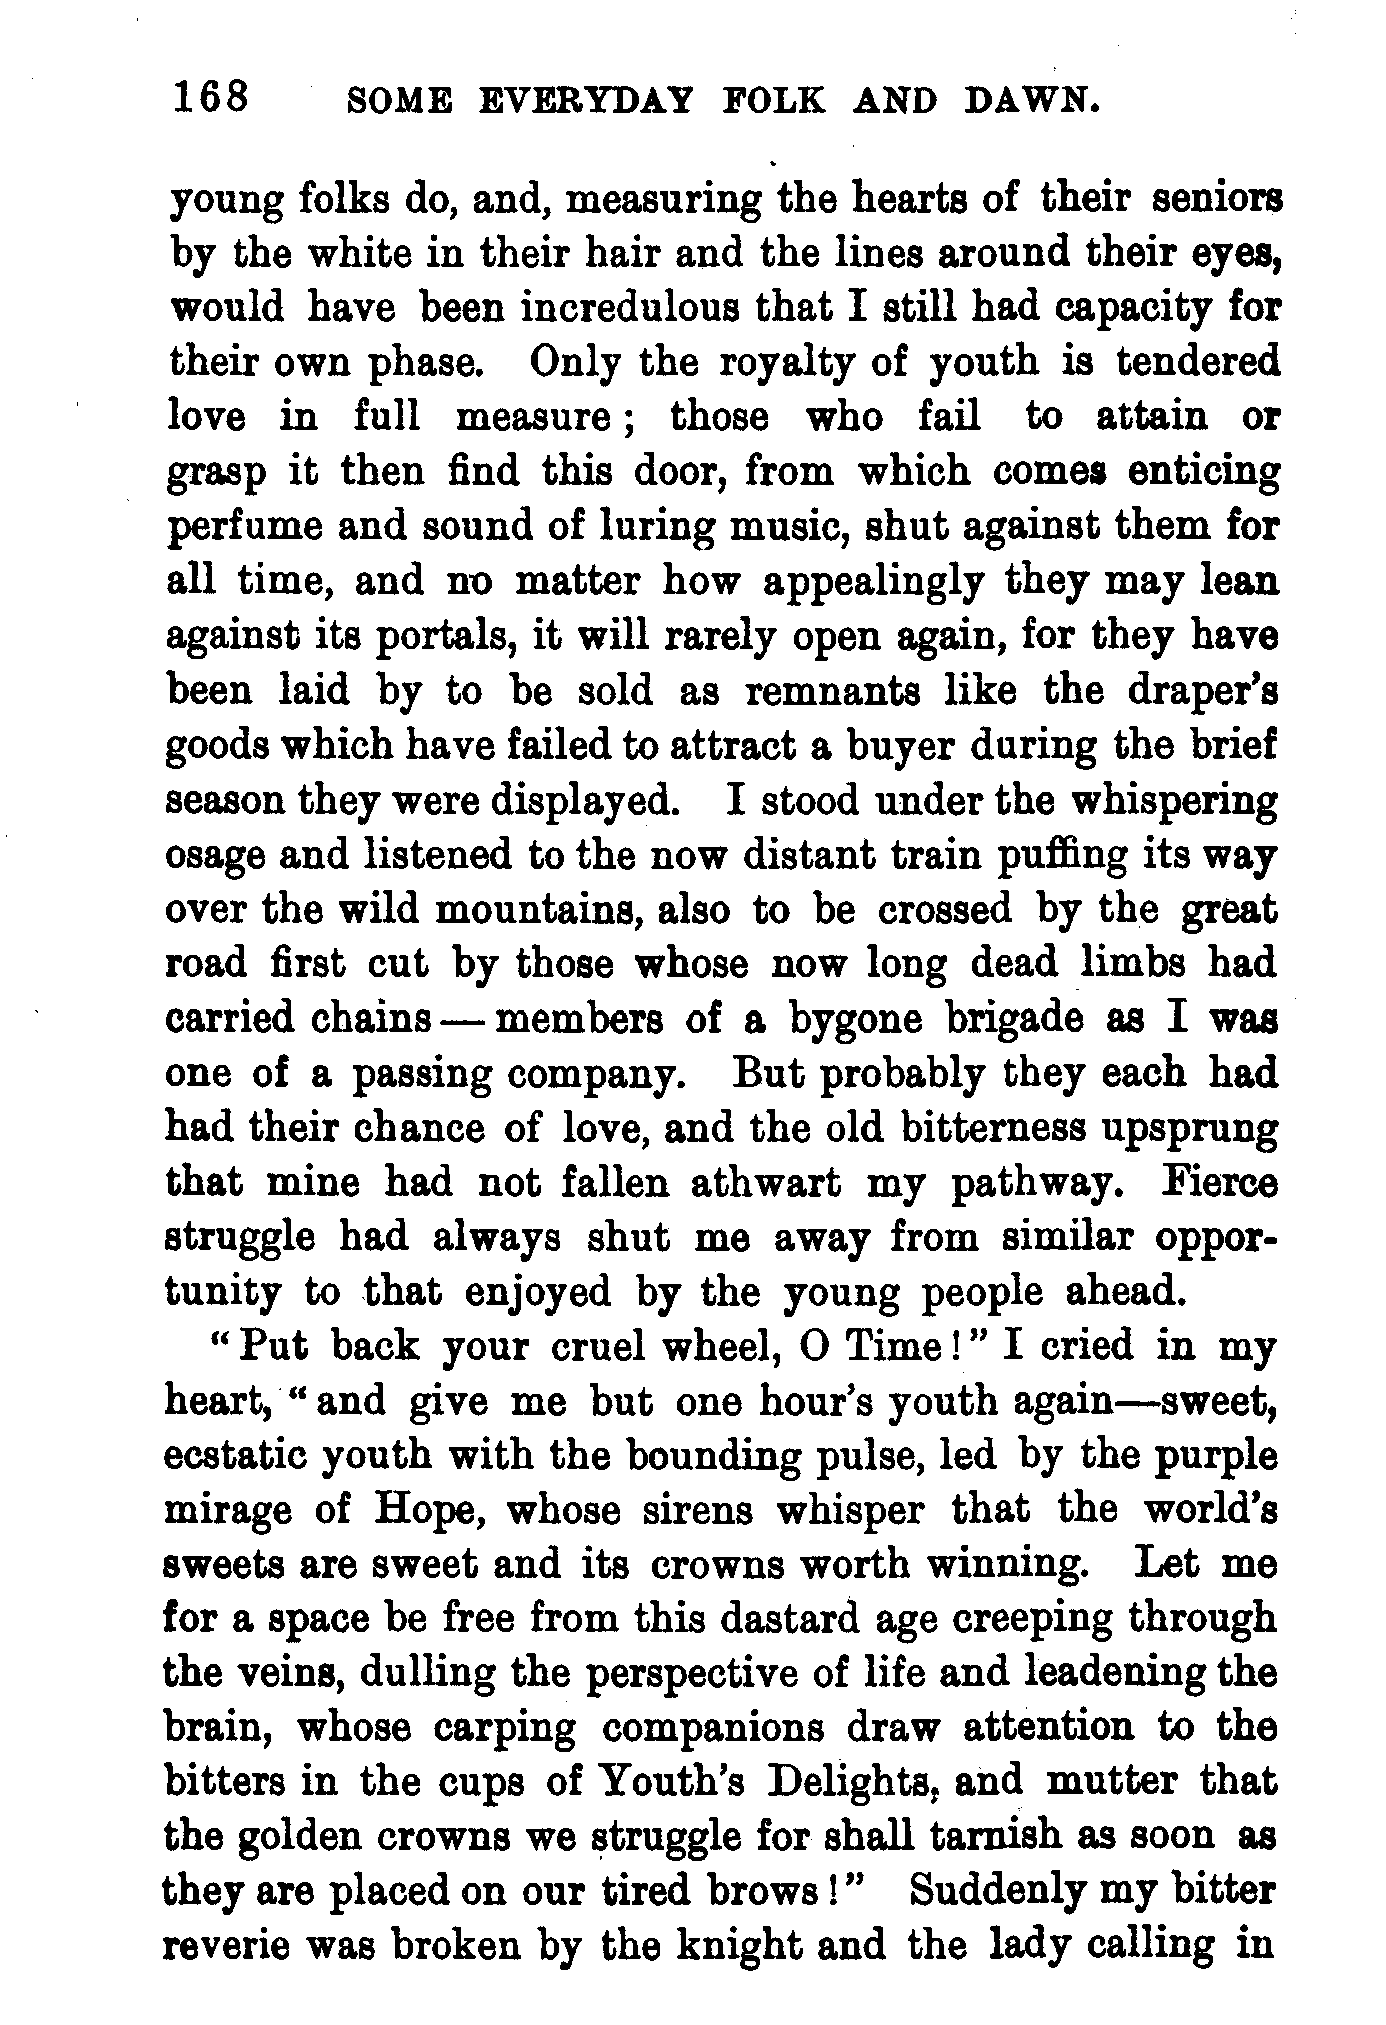 168 SOME EVERYDAY FOLK AND DAWN.
young folks do, and, measuring the hearts of their seniors
by the white in their hair and the lines around their eyes,
would have been incredulous that I still had capacity for
their own phase. Only the royalty of youth is tendered
love in full measure; those who fail to attain or
grasp it then find this door, from which comes enticing
perfume and sound of luring music, shut against them for
all time, and no matter how appealingly they may lean
against its portals, it will rarely open again, for they have
been laid by to be sold as remnants like the draper's
goods which have failed to attract a buyer during the brief
season they were displayed. I stood under the whispering
osage and listened to the now distant train puffing its way
over the wild mountains, also to be crossed by the great
road first cut by those whose now long dead limbs had
carried chains—members of a bygone brigade as I was
one of a passing company. But probably they each had
had their chance of love, and the old bitterness upsprung
that mine had not fallen athwart my pathway. Fierce
struggle had always shut me away from similar oppor-
tunity to that enjoyed by the young people ahead.
"Put back your cruel wheel, O Time!" I cried in my
heart, "and give me but one hour's youth again—sweet,
ecstatic youth with the bounding pulse, led by the purple
mirage of Hope, whose sirens whisper that the world's
sweets are sweet and its crowns worth winning. Let me
for a space be free from this dastard age creeping through
the veins, dulling the perspective of life and leadening the
brain, whose carping companions draw attention to the
bitters in the cups of Youth's Delights, and mutter that
the golden crowns we struggle for shall tarnish as soon as
they are placed on our tired brows!" Suddenly my bitter
reverie was broken by the knight and the lady calling in